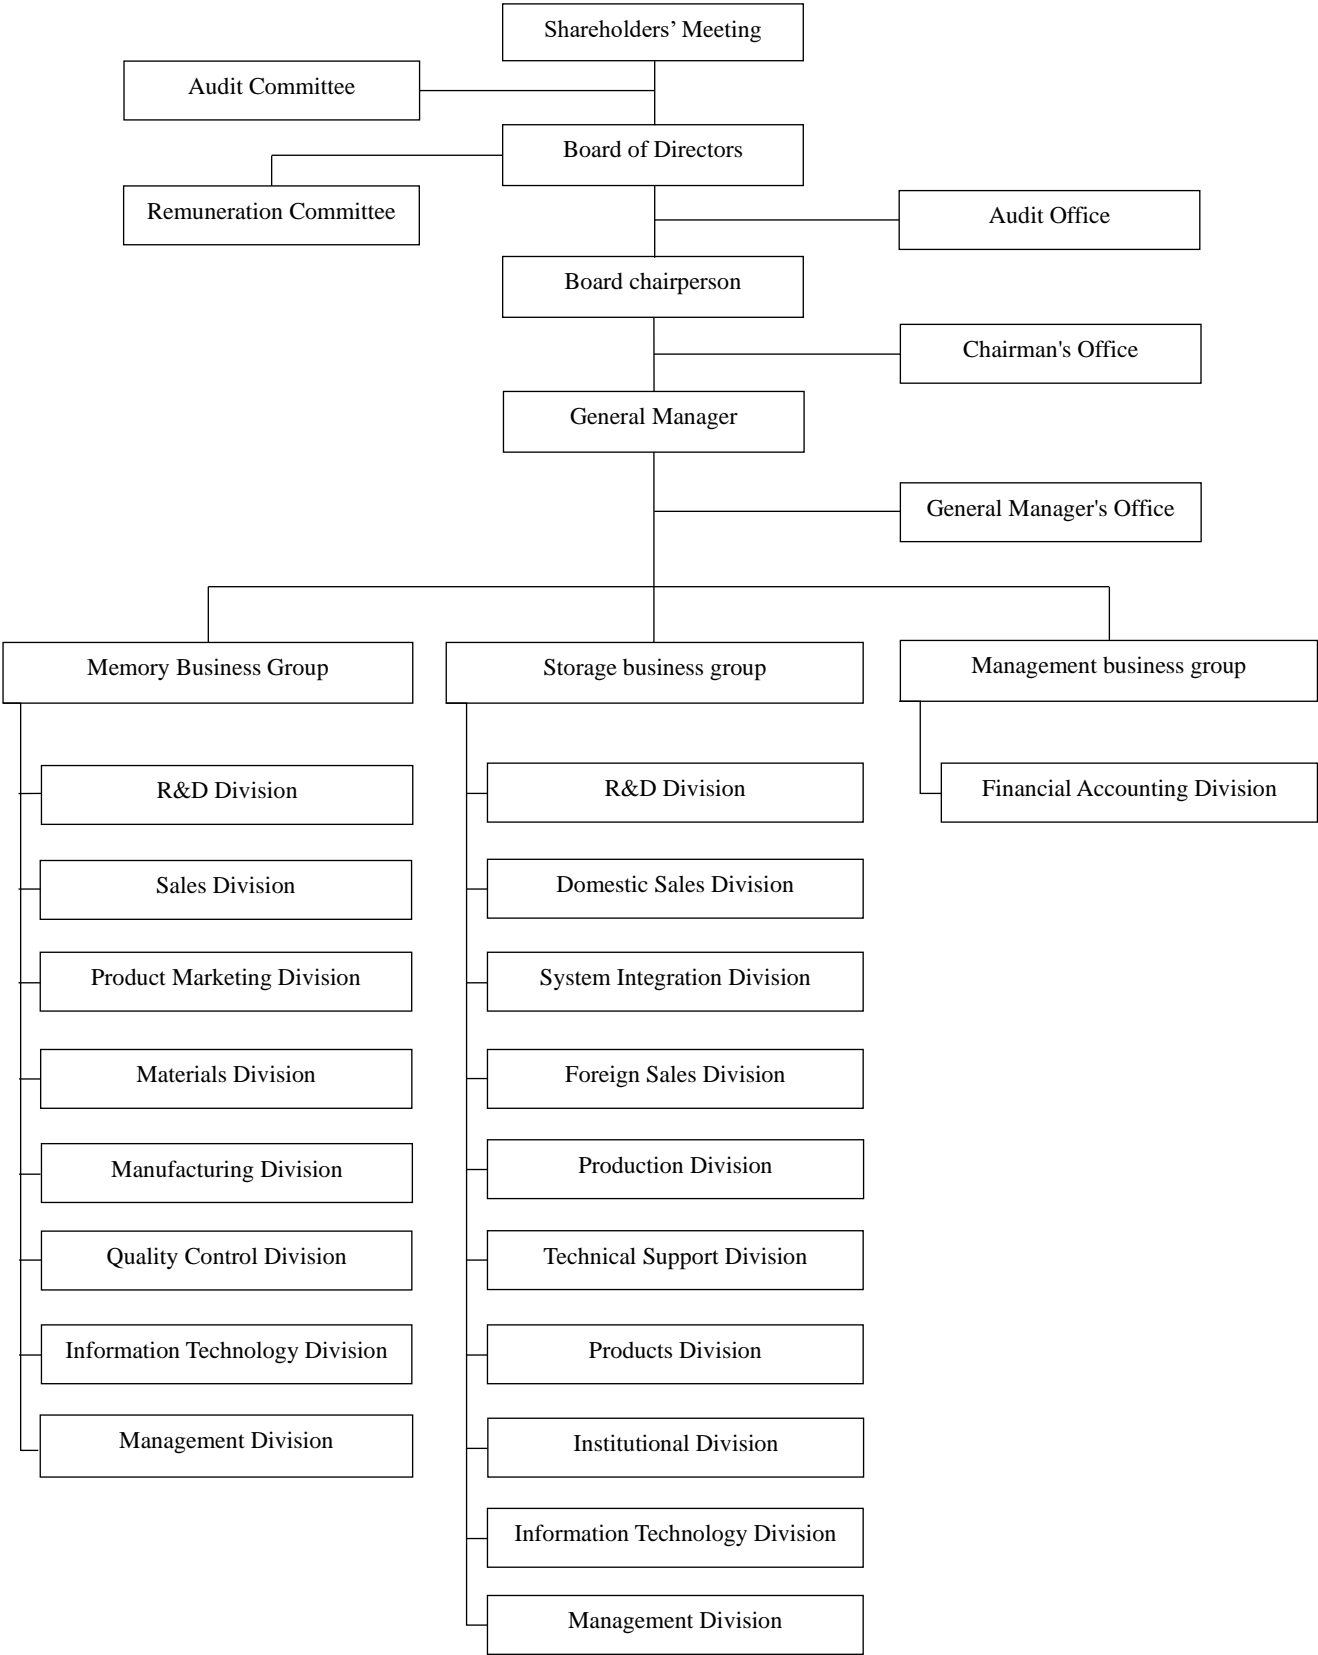 Shareholders’ Meeting
Audit Committee
Board of Directors
Remuneration Committee
Audit Office
Board chairperson
Chairman's Office
General Manager
General Manager's Office
Memory Business Group
R&D Division
Sales Division
Product Marketing Division
Materials Division
Manufacturing Division
Quality Control Division
Information Technology Division
Management Division
Storage business group
R&D Division
Domestic Sales Division
System Integration Division
Foreign Sales Division
Production Division
Technical Support Division
Products Division
Institutional Division
Information Technology Division
Management Division
Management business group
Financial Accounting Division